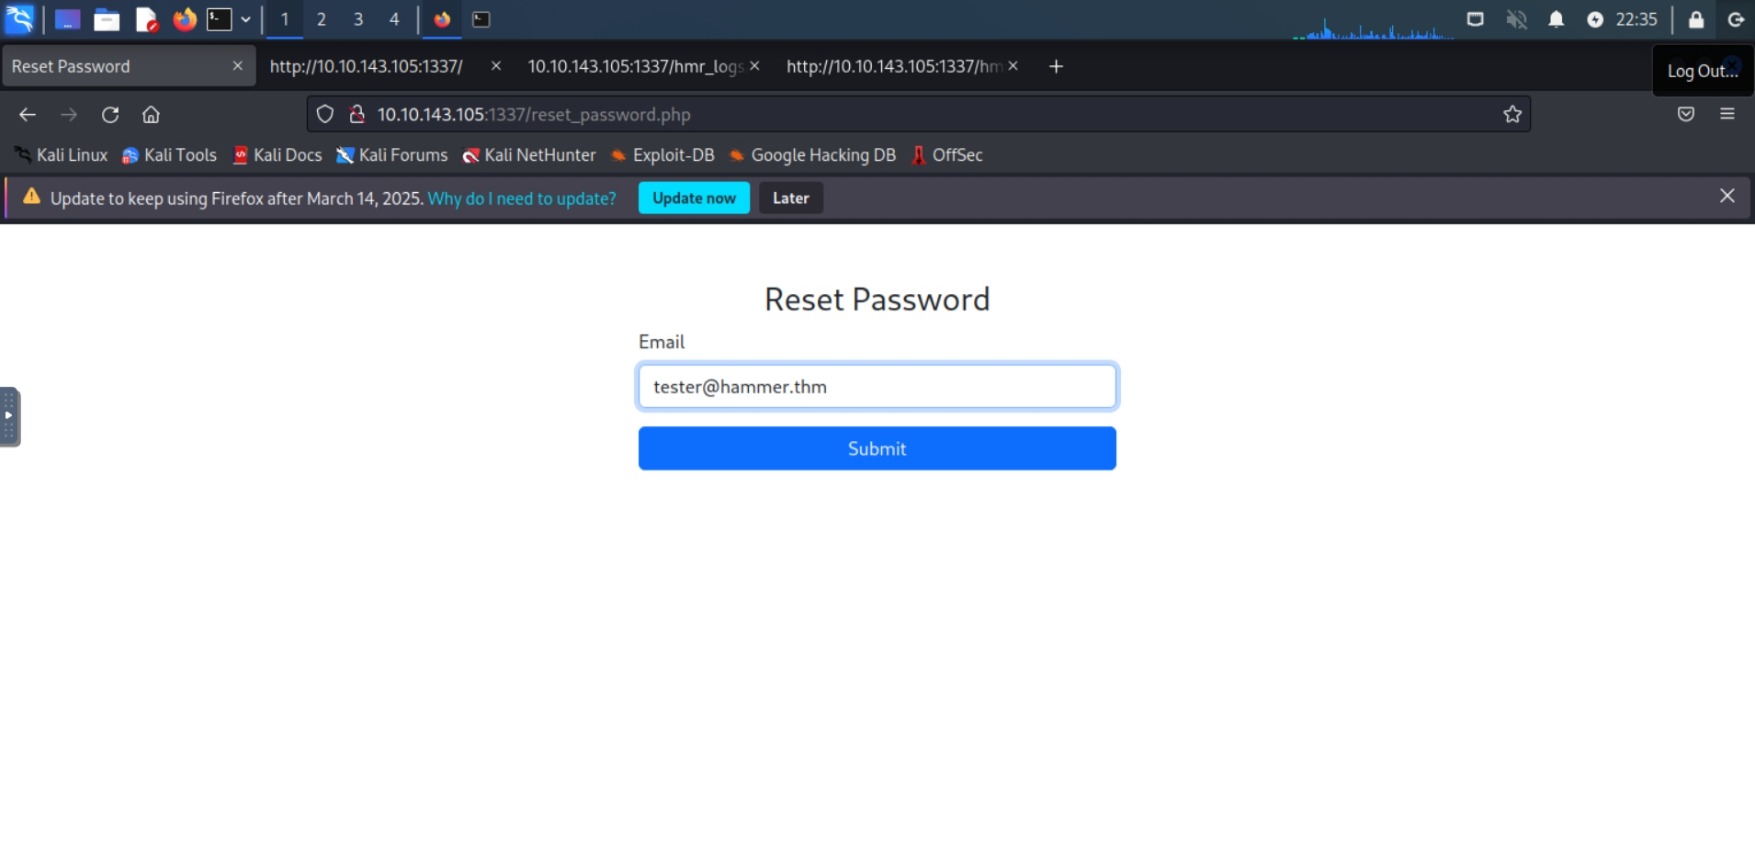 1 2 3 4 22:35
Reset Password http://10.10.143.105:1337/ 10.10.143.105:1337/hmr_logs http://10.10.143.105:1337/hm Log Out...
10.10.143.105:1337/reset_password.php
Kali Linux Kali Tools Kali Docs Kali Forums Kali NetHunter Exploit-DB Google Hacking DB OffSec
Update to keep using Firefox after March 14, 2025. Why do I need to update? Update now Later
Reset Password
Email
tester@hammer.thm
Submit